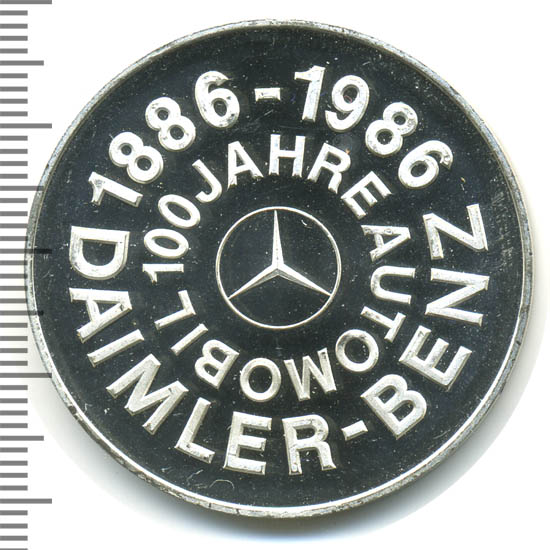 1886-1986
DAIMLER-BENZ
100 JAHRE AUTOMOBIL